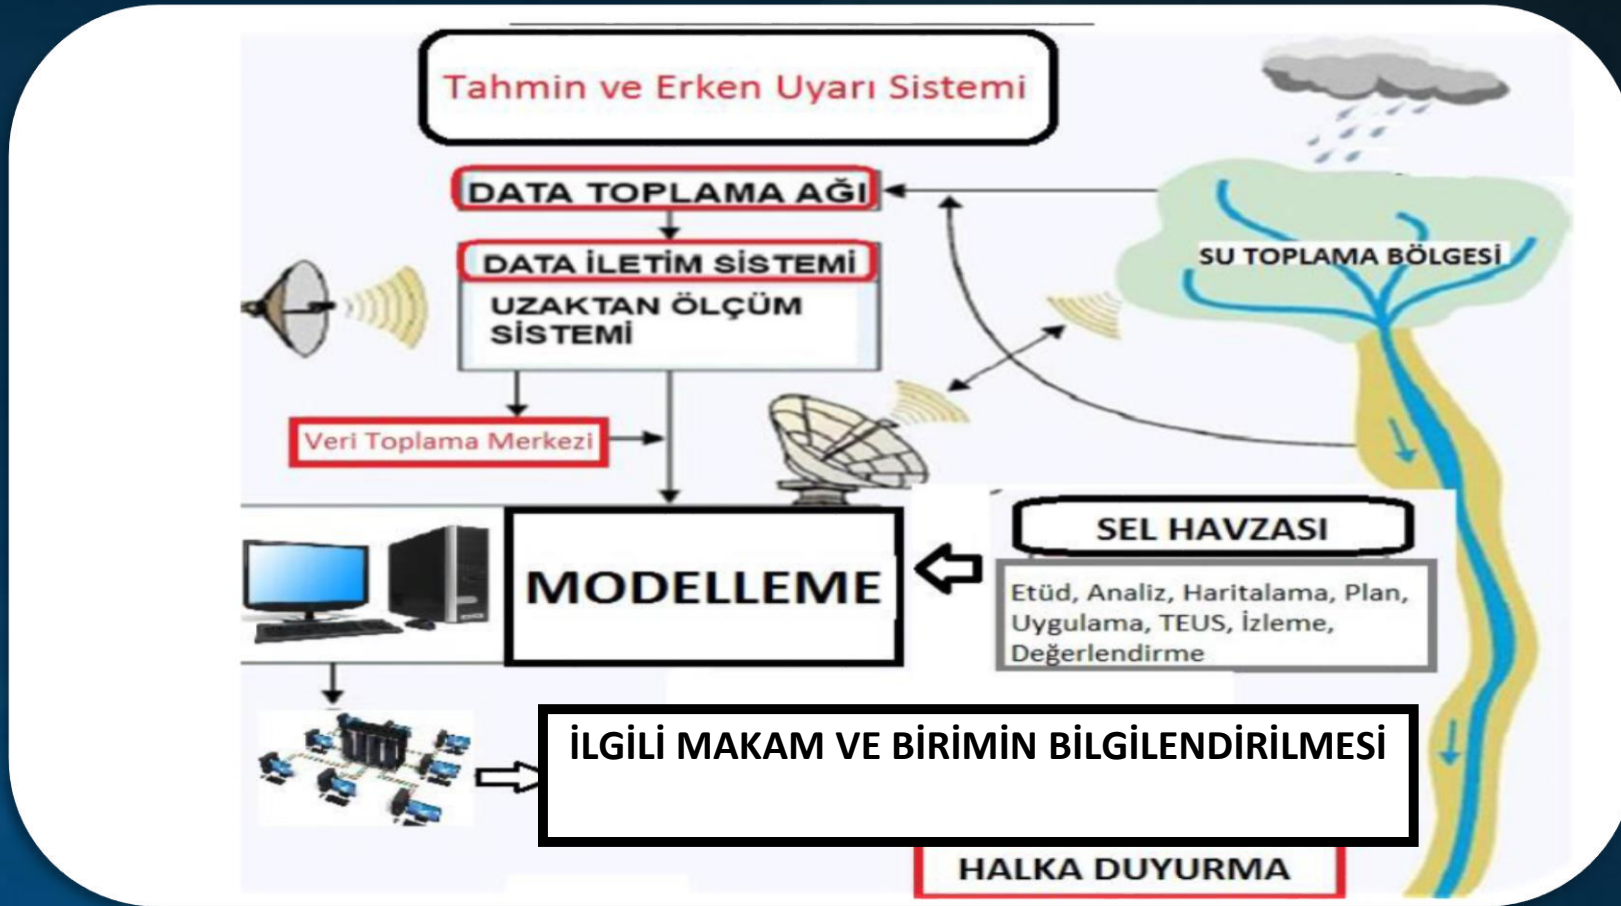 Tahmin ve Erken Uyarı Sistemi
DATA TOPLAMA AĞI
DATA İLETİM SİSTEMİ
UZAKTAN ÖLÇÜM
SİSTEMİ
Veri Toplama Merkezi
SU TOPLAMA BÖLGESİ
MODELLEME
SEL HAVZASI
Etüd, Analiz, Haritalama, Plan,
Uygulama, TEUS, İzleme,
Değerlendirme
İLGİLİ MAKAM VE BİRİMİN BİLGİLENDİRİLMESİ
HALKA DUYURMA